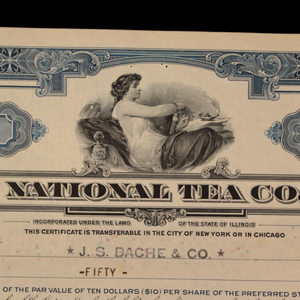 NATIONAL TEA CO.
INCORPORATED UNDER THE LAWS OF THE STATE OF ILLINOIS
THIS CERTIFICATE IS TRANSFERABLE IN THE CITY OF NEW YORK OR IN CHICAGO
★ J. S. BACHE & CO. ★
-FIFTY-
OF THE PAR VALUE OF TEN DOLLARS ($10) PER SHARE OF THE PREFERRED